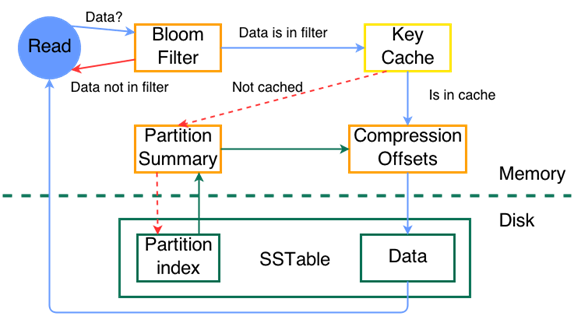 Data?
Read
Bloom
Filter
Data is in filter
Key
Cache
Data not in filter
Not cached
Is in cache
Partition
Summary
Compression
Offsets
Memory
Disk
Partition
index
SSTable
Data